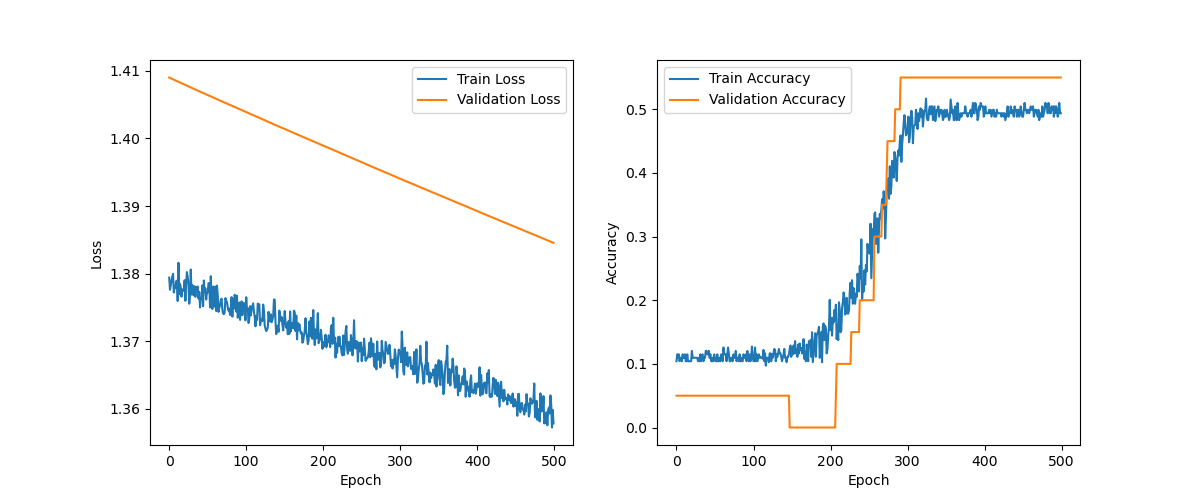 1.41
1.40
1.39
1.38
1.37
1.36
Loss
0 100 200 300 400 500
Epoch
Train Loss
Validation Loss
0.5
0.4
0.3
0.2
0.1
0.0
Accuracy
0 100 200 300 400 500
Epoch
Train Accuracy
Validation Accuracy